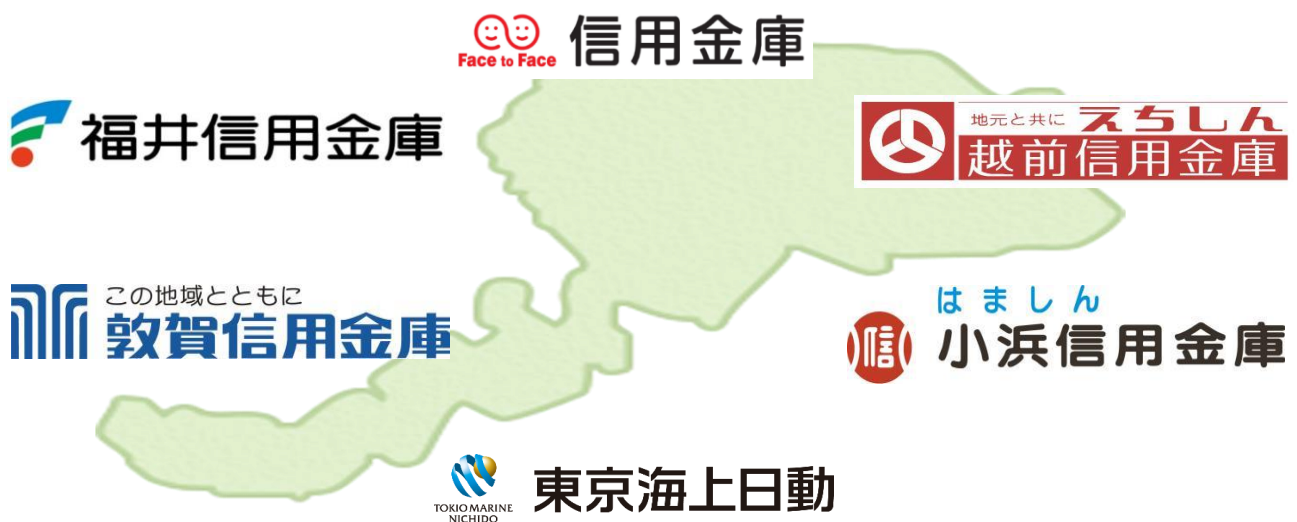 Face to Face 信用金庫
福井信用金庫
地元と共に えちしん
越前信用金庫
この地域とともに
敦賀信用金庫
はましん
信 小浜信用金庫
東京海上日動
TOKIO MARINE
NICHIDO